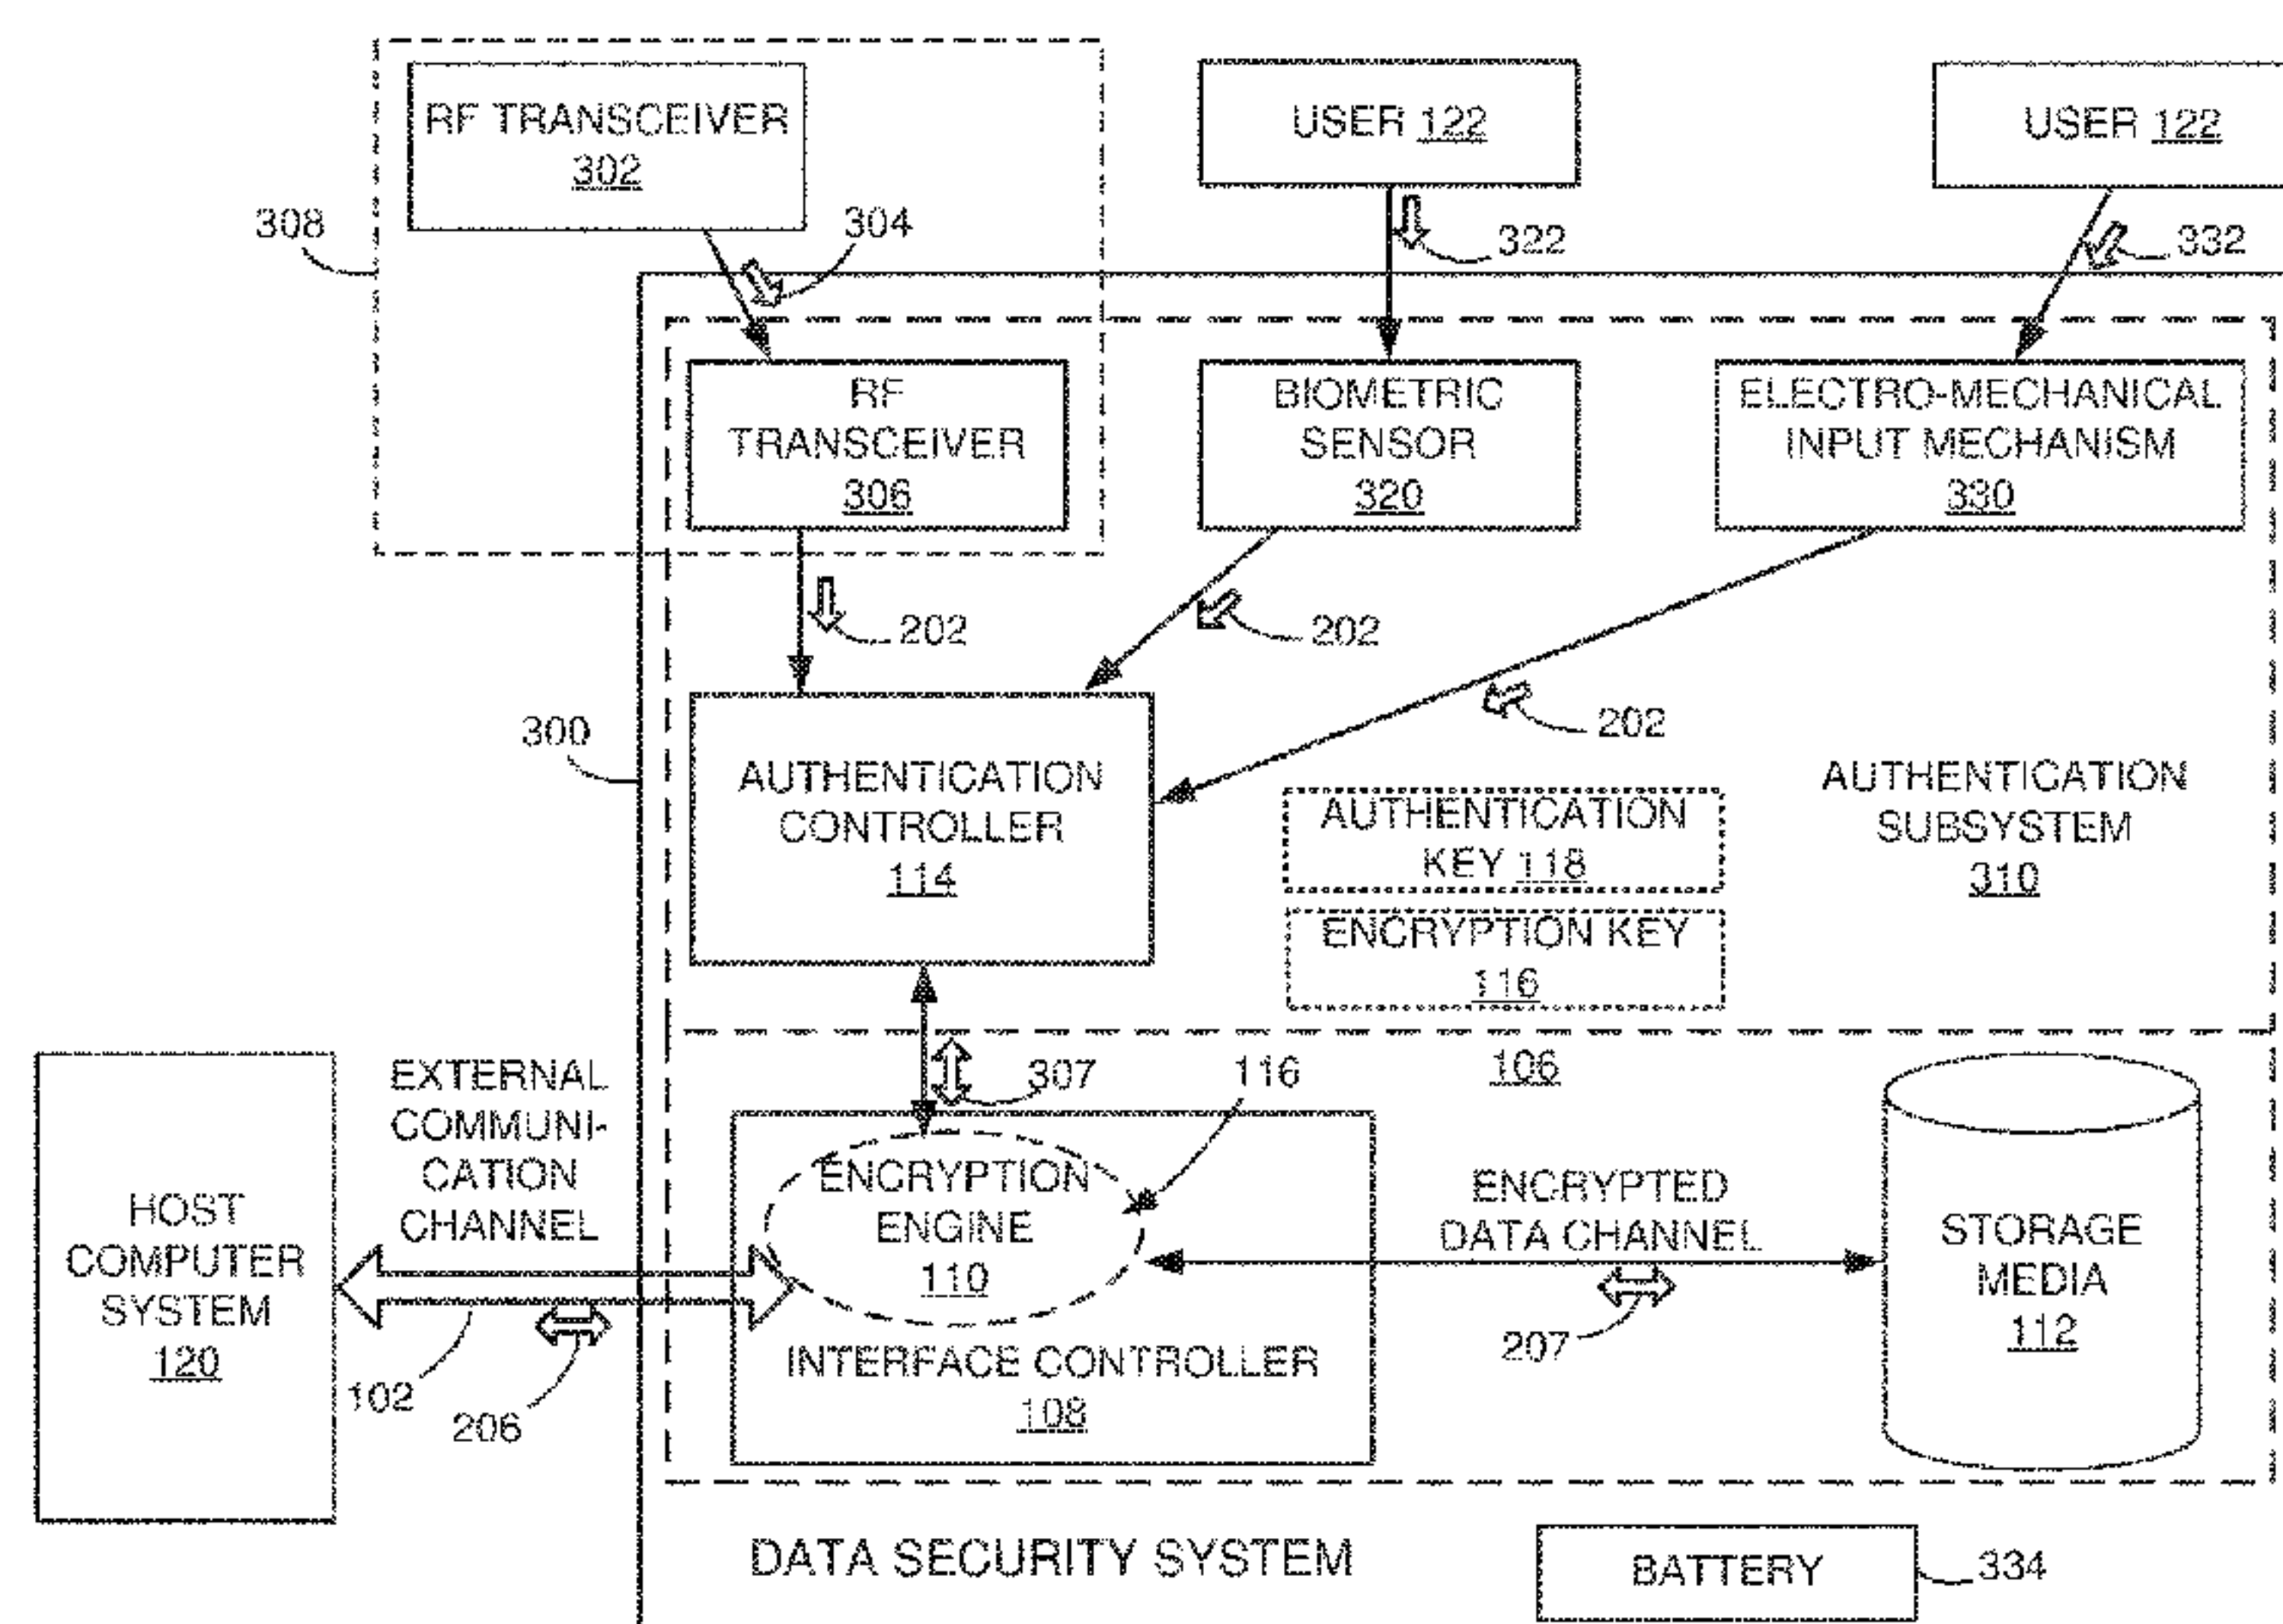 RF TRANSCEIVER
302
USER 122
USER 122
308
304
322
332
RF
TRANSCEIVER
306
BIOMETRIC
SENSOR
320
ELECTRO-MECHANICAL
INPUT MECHANISM
330
202
202
202
300
AUTHENTICATION
CONTROLLER
114
AUTHENTICATION
KEY 118
ENCRYPTION KEY
116
AUTHENTICATION
SUBSYSTEM
310
307
116
106
HOST
COMPUTER
SYSTEM
120
EXTERNAL
COMMUNI-
CATION
CHANNEL
102
206
ENCRYPTION
ENGINE
110
INTERFACE CONTROLLER
108
ENCRYPTED
DATA CHANNEL
207
STORAGE
MEDIA
112
DATA SECURITY SYSTEM
BATTERY
334